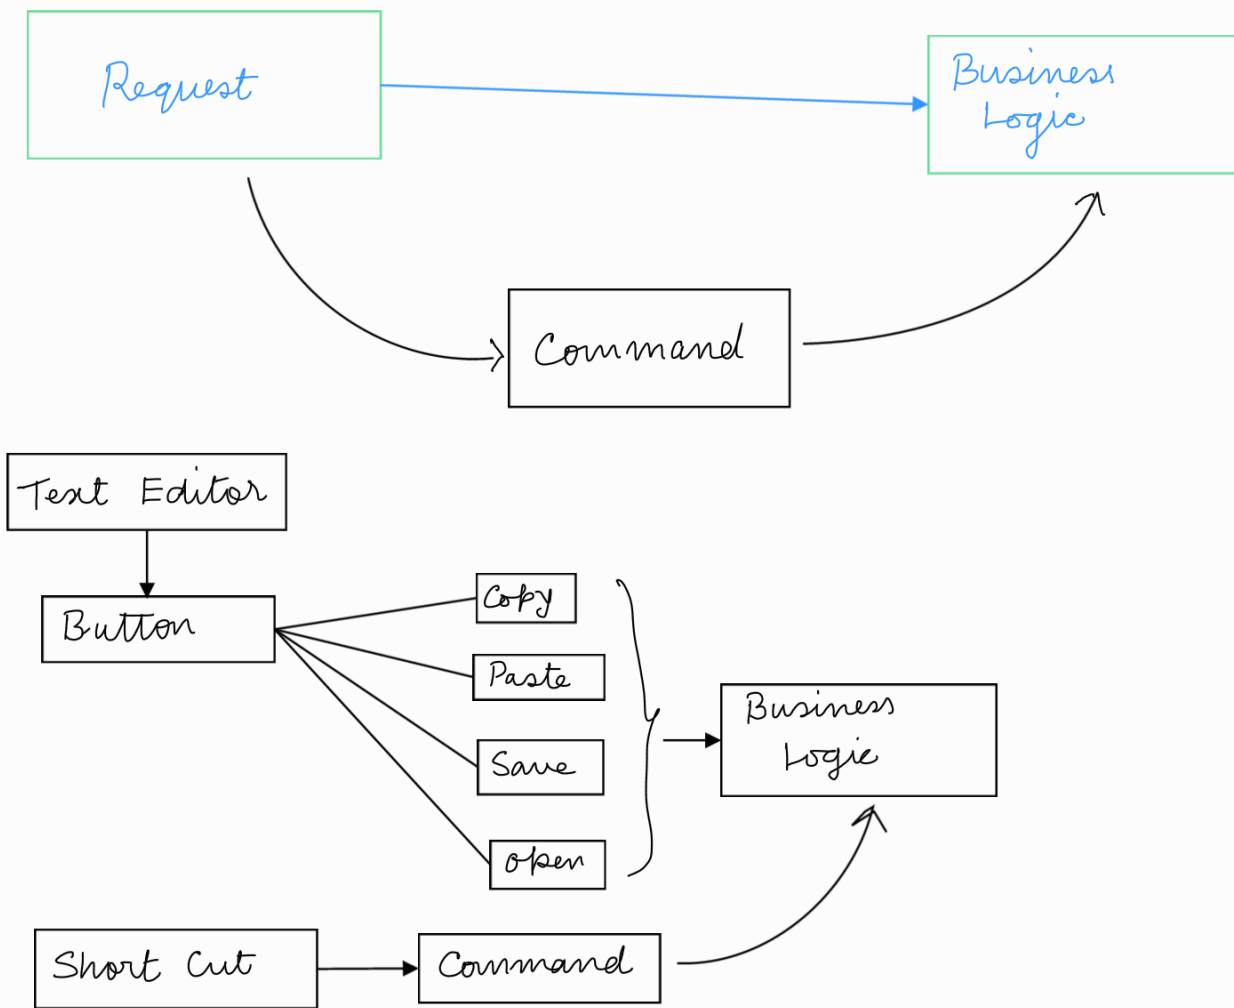 Request
Business
Logic
Command
Text Editor
Button
Copy
Paste
Save
open
Business
Logic
Short Cut
Command